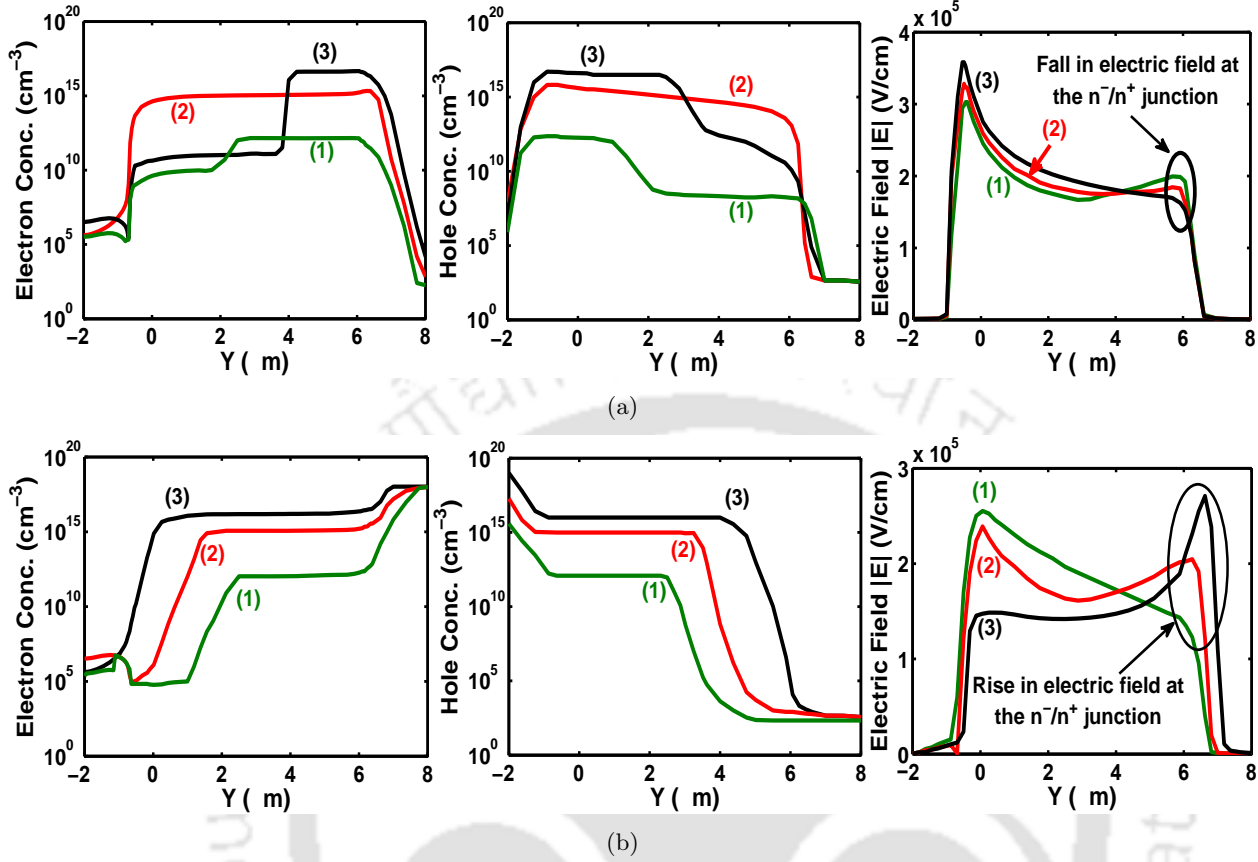 10^20
10^15
10^10
10^5
10^0
Electron Conc. (cm^−3)
(3)
(2)
(1)
−2 0 2 4 6 8
Y ( m)
10^20
10^15
10^10
10^5
10^0
Hole Conc. (cm^−3)
(3)
(2)
(1)
−2 0 2 4 6 8
Y ( m)
x 10^5
4
3
2
1
0
Electric Field |E| (V/cm)
(3)
(2)
(1)
Fall in electric field at
the n^−/n^+ junction
−2 0 2 4 6 8
Y ( m)
(a)
10^20
10^15
10^10
10^5
10^0
Electron Conc. (cm^−3)
(3)
(2)
(1)
−2 0 2 4 6 8
Y ( m)
10^20
10^15
10^10
10^5
10^0
Hole Conc. (cm^−3)
(3)
(2)
(1)
−2 0 2 4 6 8
Y ( m)
x 10^5
3
2
1
0
Electric Field |E| (V/cm)
(1)
(2)
(3)
Rise in electric field at
the n^−/n^+ junction
−2 0 2 4 6 8
Y ( m)
(b)